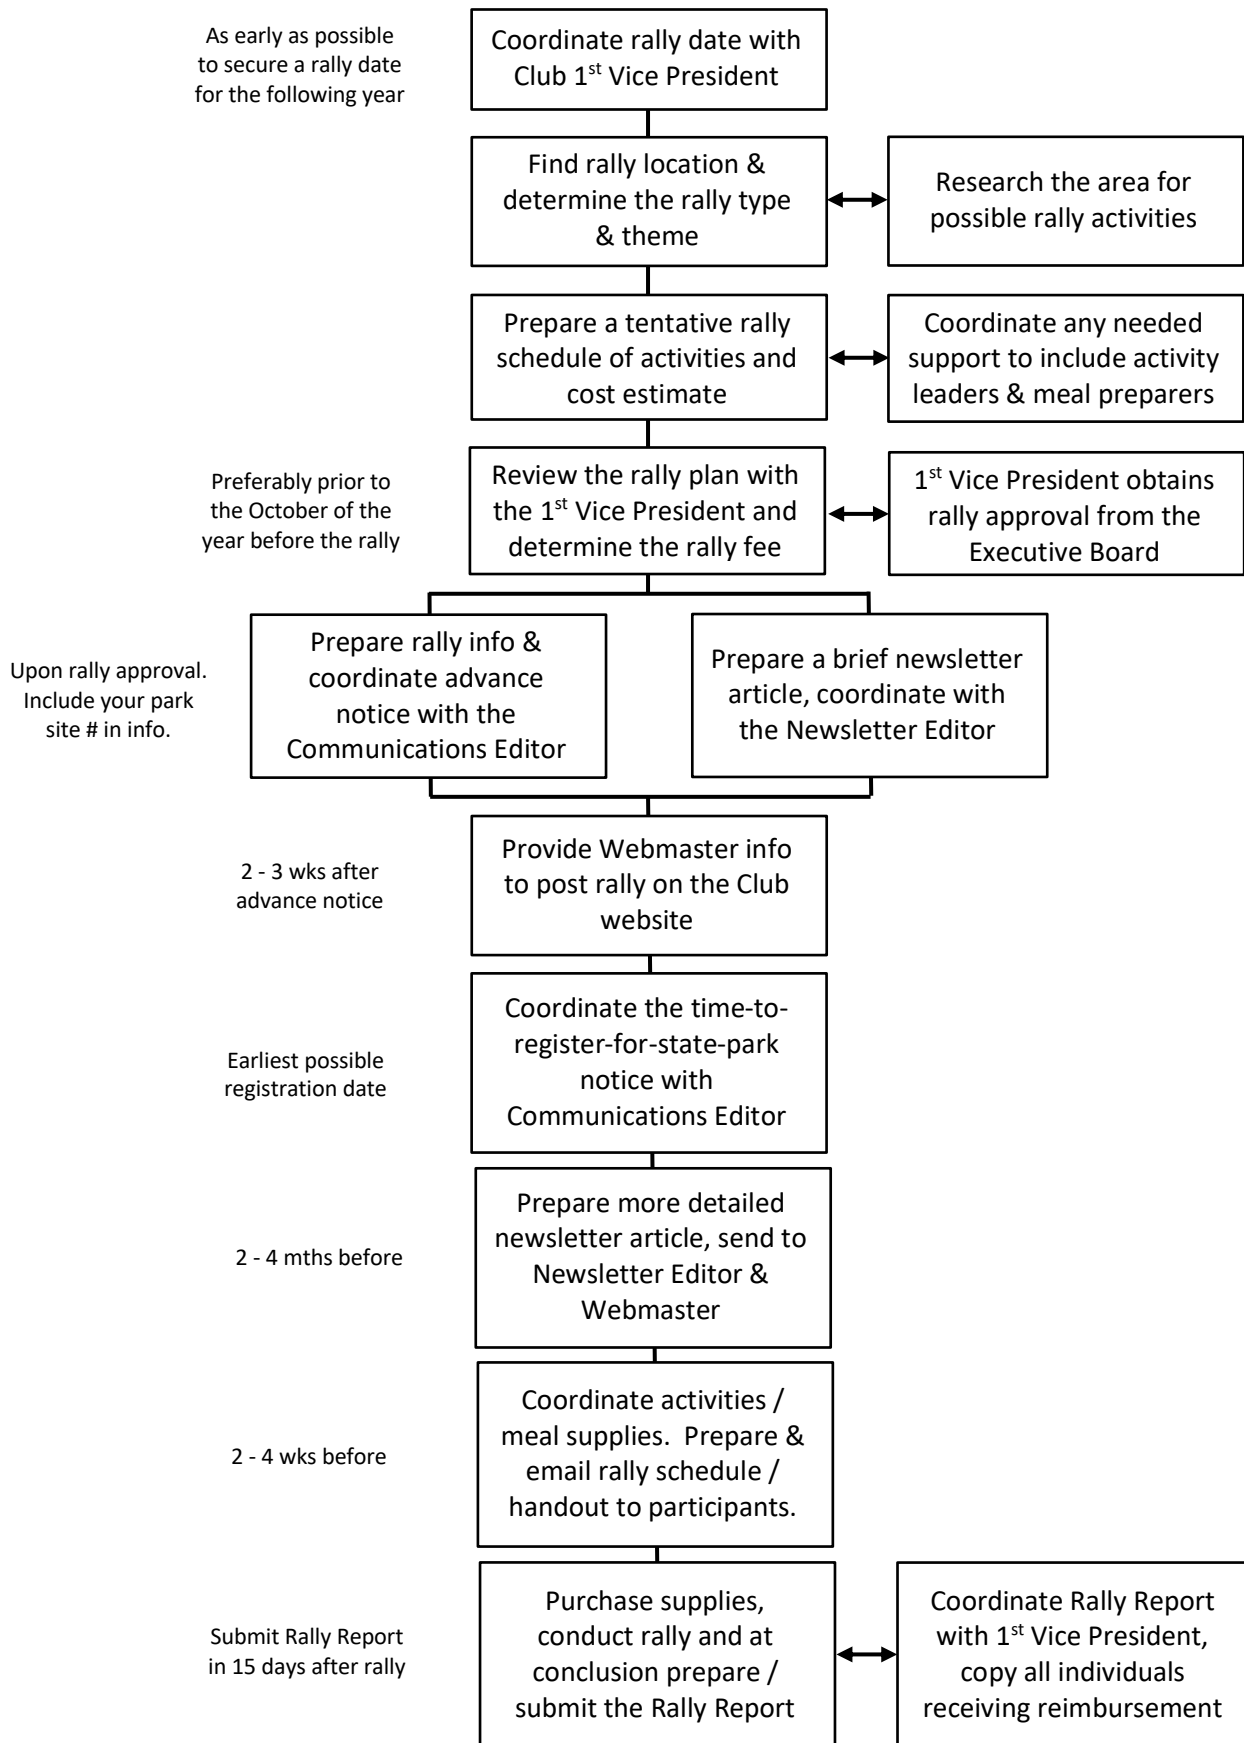 As early as possible
to secure a rally date
for the following year
Coordinate rally date with
Club 1st Vice President
Find rally location &
determine the rally type
& theme
Research the area for
possible rally activities
Prepare a tentative rally
schedule of activities and
cost estimate
Coordinate any needed
support to include activity
leaders & meal preparers
Preferably prior to
the October of the
year before the rally
Review the rally plan with
the 1st Vice President and
determine the rally fee
1st Vice President obtains
rally approval from the
Executive Board
Upon rally approval.
Include your park
site # in info.
Prepare rally info &
coordinate advance
notice with the
Communications Editor
Prepare a brief newsletter
article, coordinate with
the Newsletter Editor
2 - 3 wks after
advance notice
Provide Webmaster info
to post rally on the Club
website
Earliest possible
registration date
Coordinate the time-to-
register-for-state-park
notice with
Communications Editor
2 - 4 mths before
Prepare more detailed
newsletter article, send to
Newsletter Editor &
Webmaster
2 - 4 wks before
Coordinate activities /
meal supplies.  Prepare &
email rally schedule /
handout to participants.
Submit Rally Report
in 15 days after rally
Purchase supplies,
conduct rally and at
conclusion prepare /
submit the Rally Report
Coordinate Rally Report
with 1st Vice President,
copy all individuals
receiving reimbursement